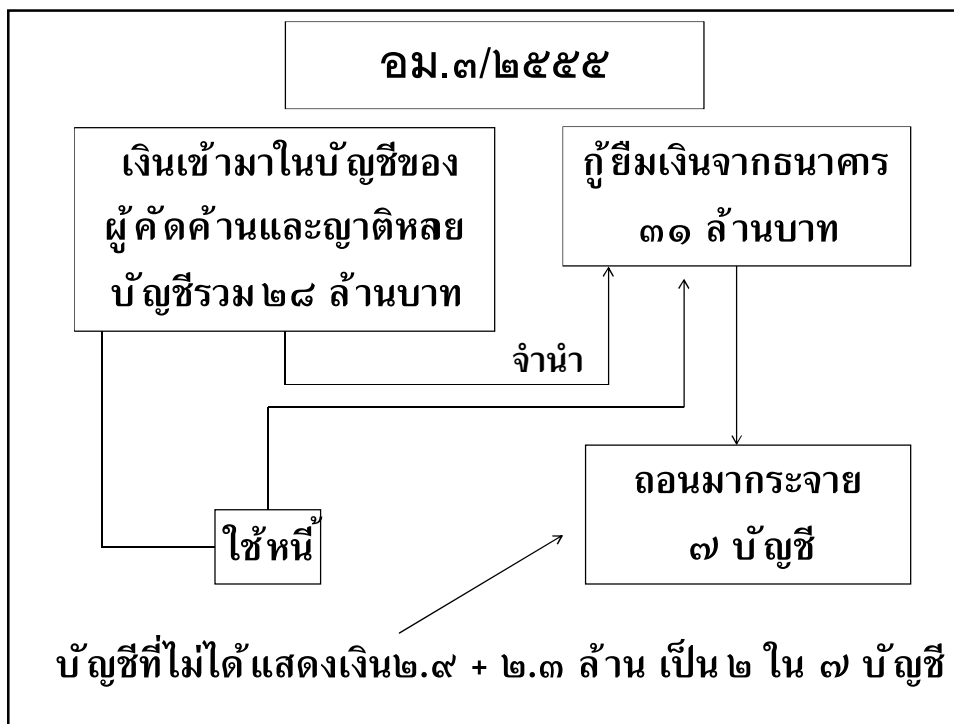 อม.๓/๒๕๕๕
เงินเข้ามาในบัญชีของ
ผู้คัดค้านและญาติหลาย
บัญชีรวม ๒๘ ล้านบาท
กู้ยืมเงินจากธนาคาร
๓๑ ล้านบาท
จำนำ
ถอนมากระจาย
๗ บัญชี
ใช้หนี้
บัญชีที่ไม่ได้แสดงเงิน๒.๙ + ๒.๓ ล้าน เป็น ๒ ใน ๗ บัญชี